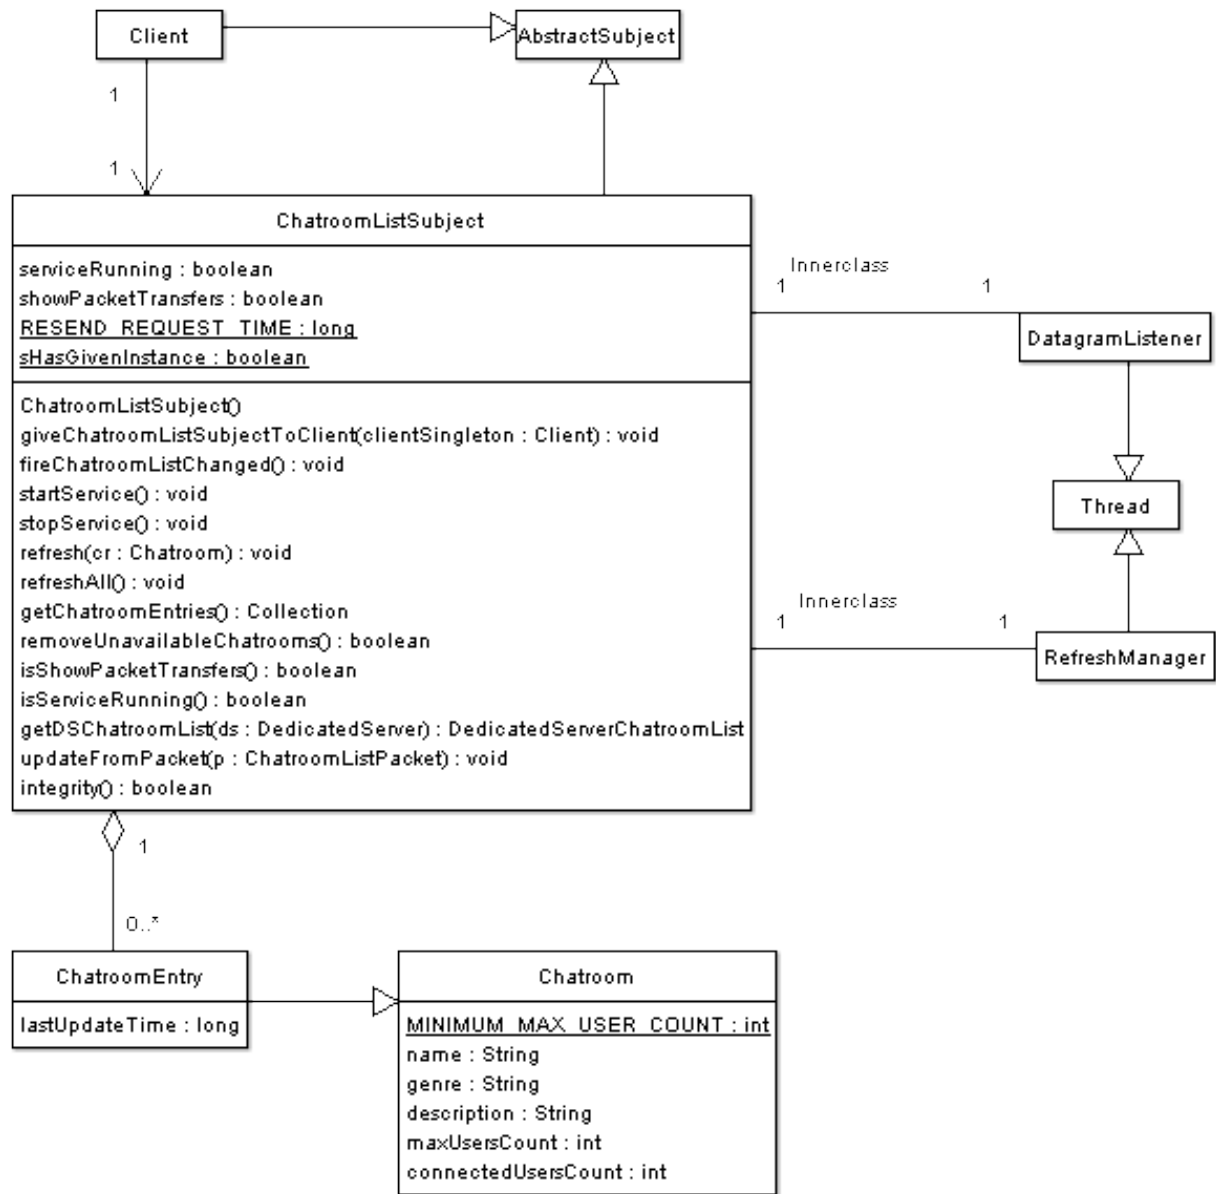 Client
AbstractSubject
1
1
ChatroomListSubject
serviceRunning : boolean
showPacketTransfers : boolean
RESEND_REQUEST_TIME : long
sHasGivenInstance : boolean
ChatroomListSubject()
giveChatroomListSubjectToClient(clientSingleton : Client) : void
fireChatroomListChanged() : void
startService() : void
stopService() : void
refresh(cr : Chatroom) : void
refreshAll() : void
getChatroomEntries() : Collection
removeUnavailableChatrooms() : boolean
isShowPacketTransfers() : boolean
isServiceRunning() : boolean
getDSChatroomList(ds : DedicatedServer) : DedicatedServerChatroomList
updateFromPacket(p : ChatroomListPacket) : void
integrity() : boolean
Innerclass
1 1
DatagramListener
Thread
Innerclass
1 1
RefreshManager
1
0..*
ChatroomEntry
lastUpdateTime : long
Chatroom
MINIMUM_MAX_USER_COUNT : int
name : String
genre : String
description : String
maxUsersCount : int
connectedUsersCount : int